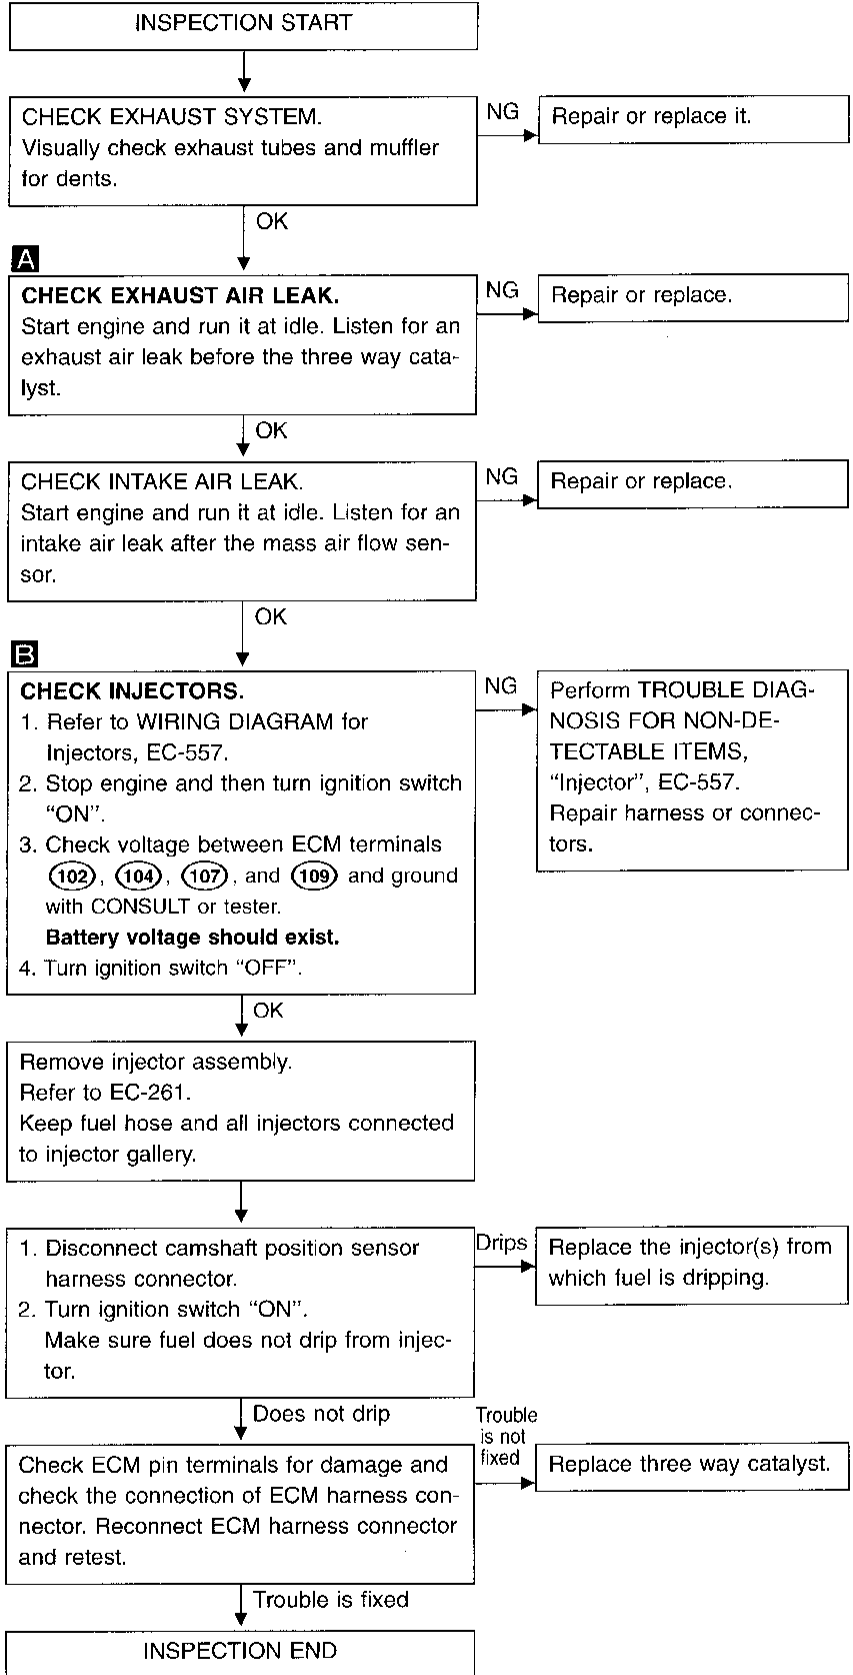 INSPECTION START
CHECK EXHAUST SYSTEM.
Visually check exhaust tubes and muffler
for dents.
NG
Repair or replace it.
OK
A
CHECK EXHAUST AIR LEAK.
Start engine and run it at idle. Listen for an
exhaust air leak before the three way cata-
lyst.
NG
Repair or replace.
OK
CHECK INTAKE AIR LEAK.
Start engine and run it at idle. Listen for an
intake air leak after the mass air flow sen-
sor.
NG
Repair or replace.
OK
B
CHECK INJECTORS.
1. Refer to WIRING DIAGRAM for
Injectors, EC-557.
2. Stop engine and then turn ignition switch
“ON”.
3. Check voltage between ECM terminals
102, 104, 107, and 109 and ground
with CONSULT or tester.
Battery voltage should exist.
4. Turn ignition switch “OFF”.
NG
Perform TROUBLE DIAG-
NOSIS FOR NON-DE-
TECTABLE ITEMS,
“Injector”, EC-557.
Repair harness or connec-
tors.
OK
Remove injector assembly.
Refer to EC-261.
Keep fuel hose and all injectors connected
to injector gallery.
1. Disconnect camshaft position sensor
harness connector.
2. Turn ignition switch “ON”.
Make sure fuel does not drip from injec-
tor.
Drips
Replace the injector(s) from
which fuel is dripping.
Does not drip
Check ECM pin terminals for damage and
check the connection of ECM harness con-
nector. Reconnect ECM harness connector
and retest.
Trouble
is not
fixed
Replace three way catalyst.
Trouble is fixed
INSPECTION END